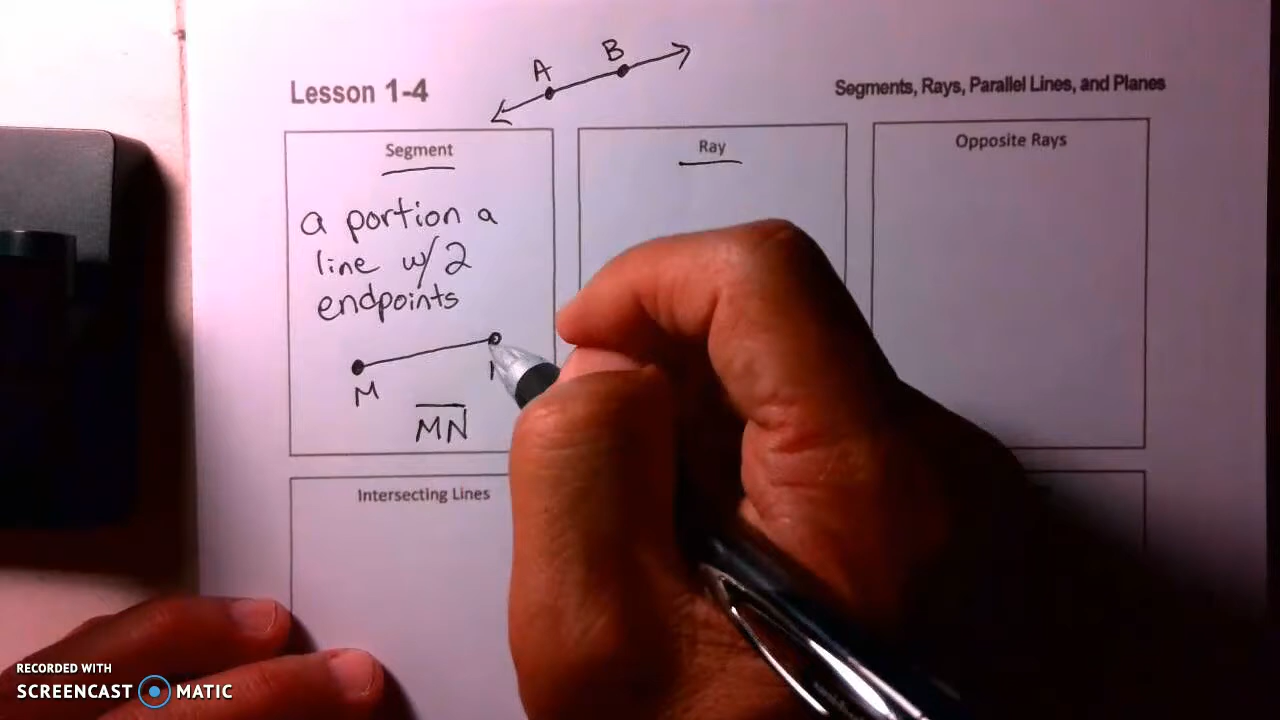 A B
Lesson 1-4
Segments, Rays, Parallel Lines, and Planes
Segment
a portion a
line w/ 2
endpoints
M
MN
Ray
Opposite Rays
Intersecting Lines
RECORDED WITH
SCREENCAST MATIC